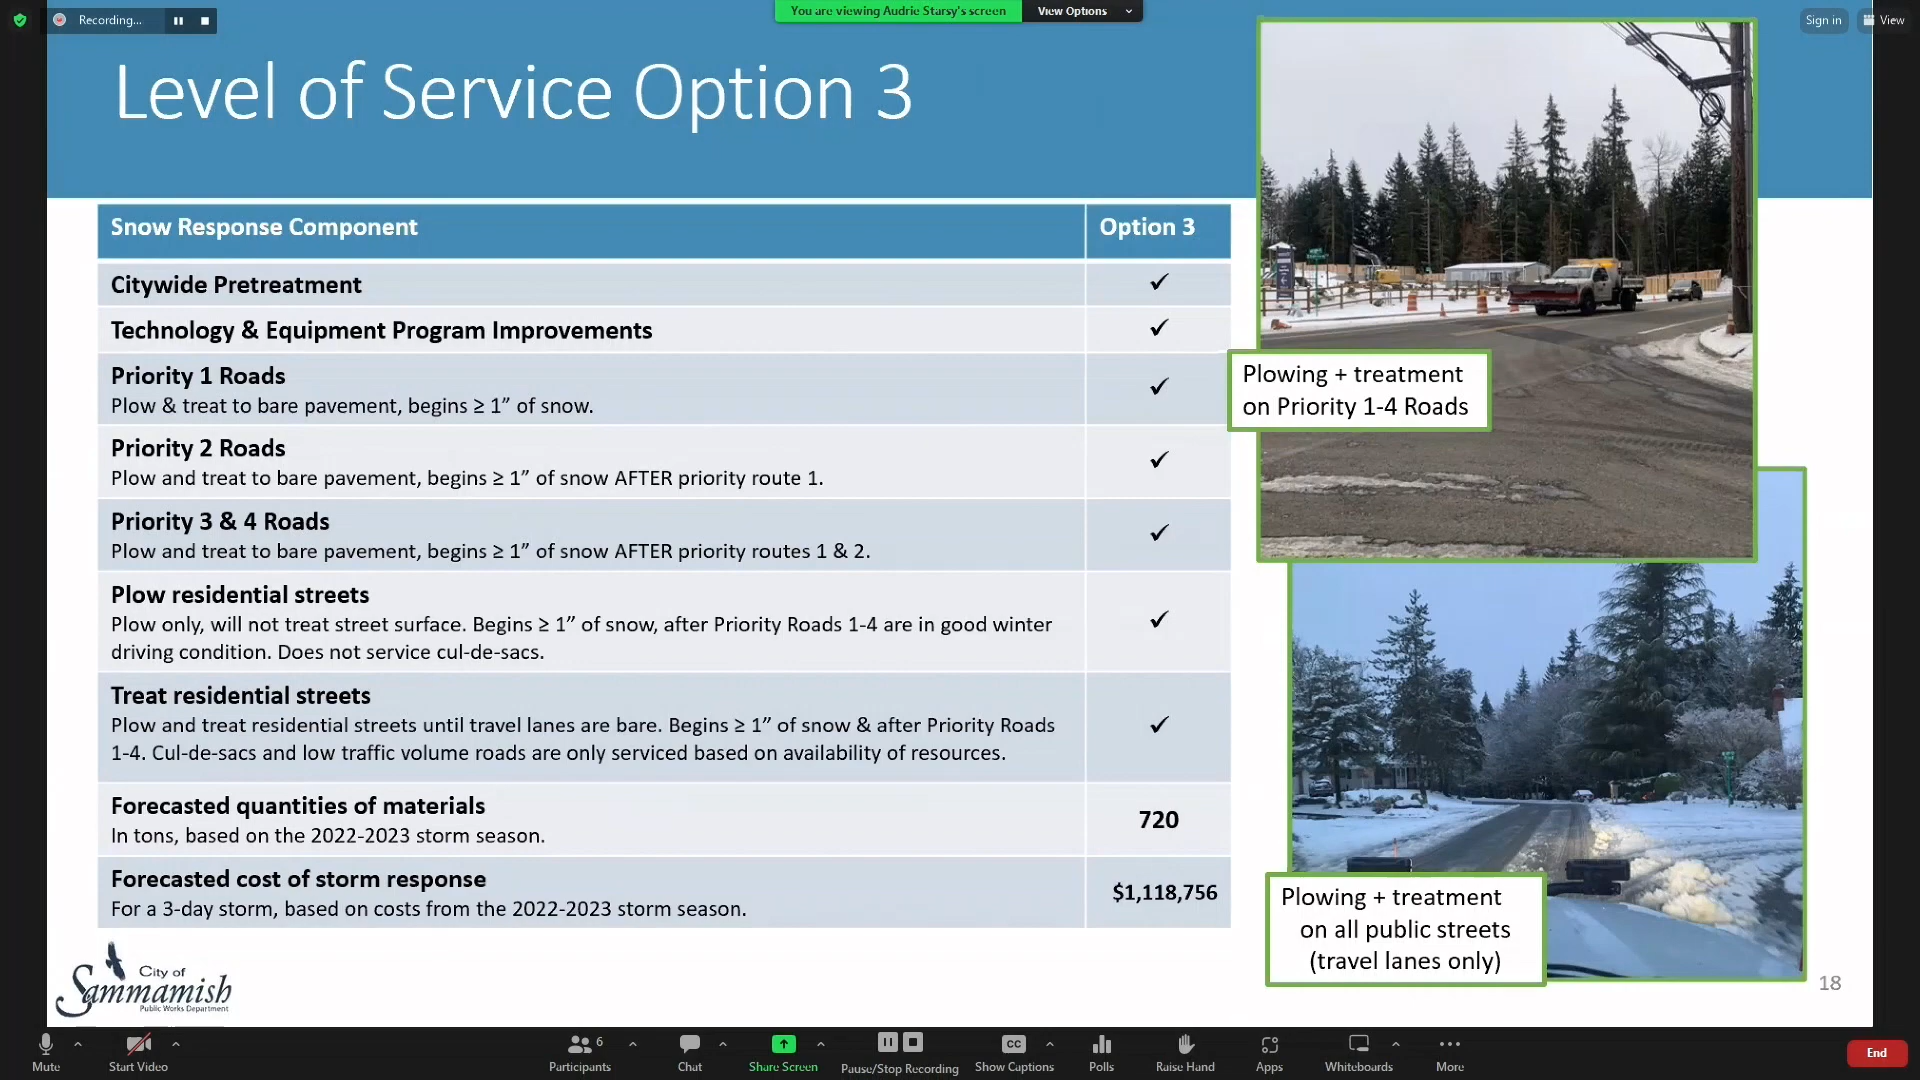 Recording...
You are viewing Audrie Starsy's screen
View Options
Sign in
View
Level of Service Option 3
Snow Response Component
Option 3
Citywide Pretreatment
✓
Technology & Equipment Program Improvements
✓
Priority 1 Roads
Plow & treat to bare pavement, begins ≥ 1” of snow.
✓
Priority 2 Roads
Plow and treat to bare pavement, begins ≥ 1” of snow AFTER priority route 1.
✓
Priority 3 & 4 Roads
Plow and treat to bare pavement, begins ≥ 1” of snow AFTER priority routes 1 & 2.
✓
Plow residential streets
Plow only, will not treat street surface. Begins ≥ 1” of snow, after Priority Roads 1-4 are in good winter
driving condition. Does not service cul-de-sacs.
✓
Treat residential streets
Plow and treat residential streets until travel lanes are bare. Begins ≥ 1” of snow & after Priority Roads
1-4. Cul-de-sacs and low traffic volume roads are only serviced based on availability of resources.
✓
Forecasted quantities of materials
In tons, based on the 2022-2023 storm season.
720
Forecasted cost of storm response
For a 3-day storm, based on costs from the 2022-2023 storm season.
$1,118,756
Plowing + treatment
on Priority 1-4 Roads
Plowing + treatment
on all public streets
(travel lanes only)
City of
Sammamish
Public Works Department
18
Mute
Start Video
6
Participants
Chat
Share Screen
Pause/Stop Recording
CC
Show Captions
Polls
Raise Hand
Apps
Whiteboards
More
End